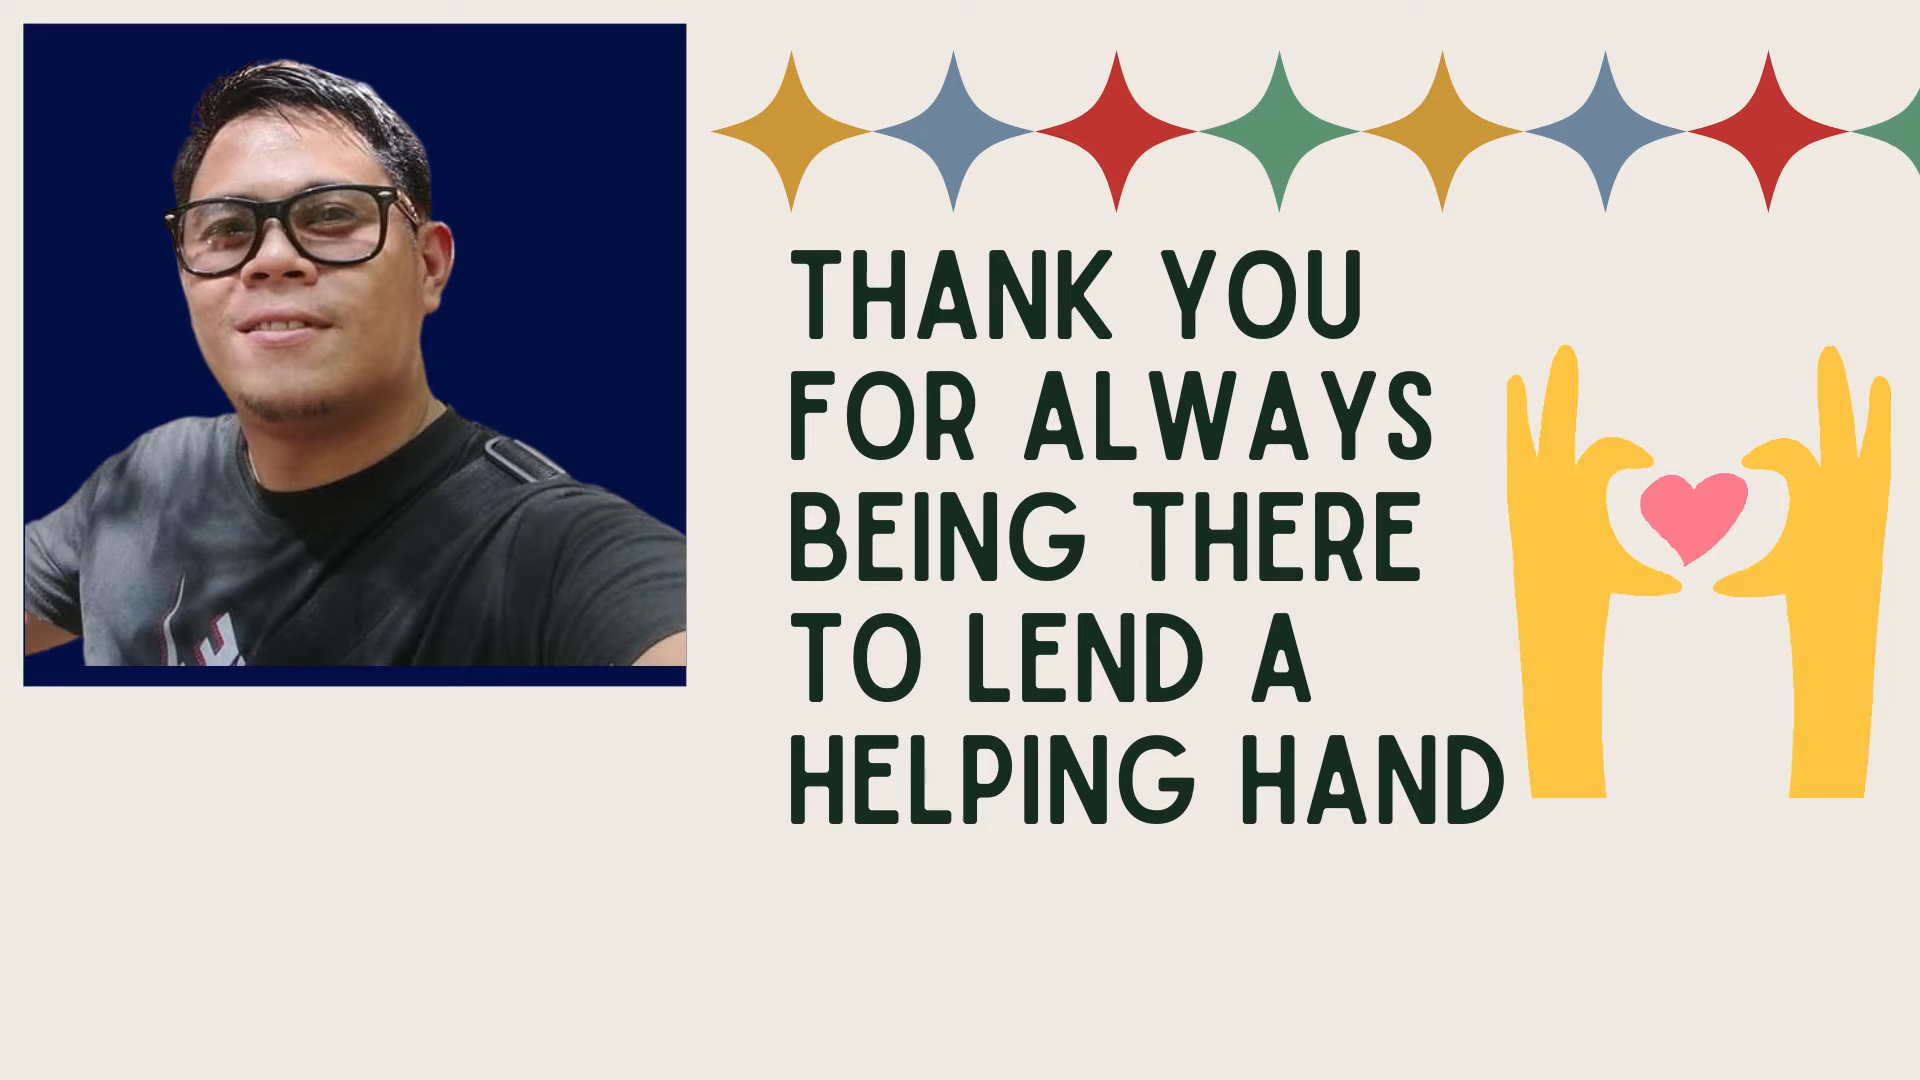 THANK YOU
FOR ALWAYS
BEING THERE
TO LEND A
HELPING HAND